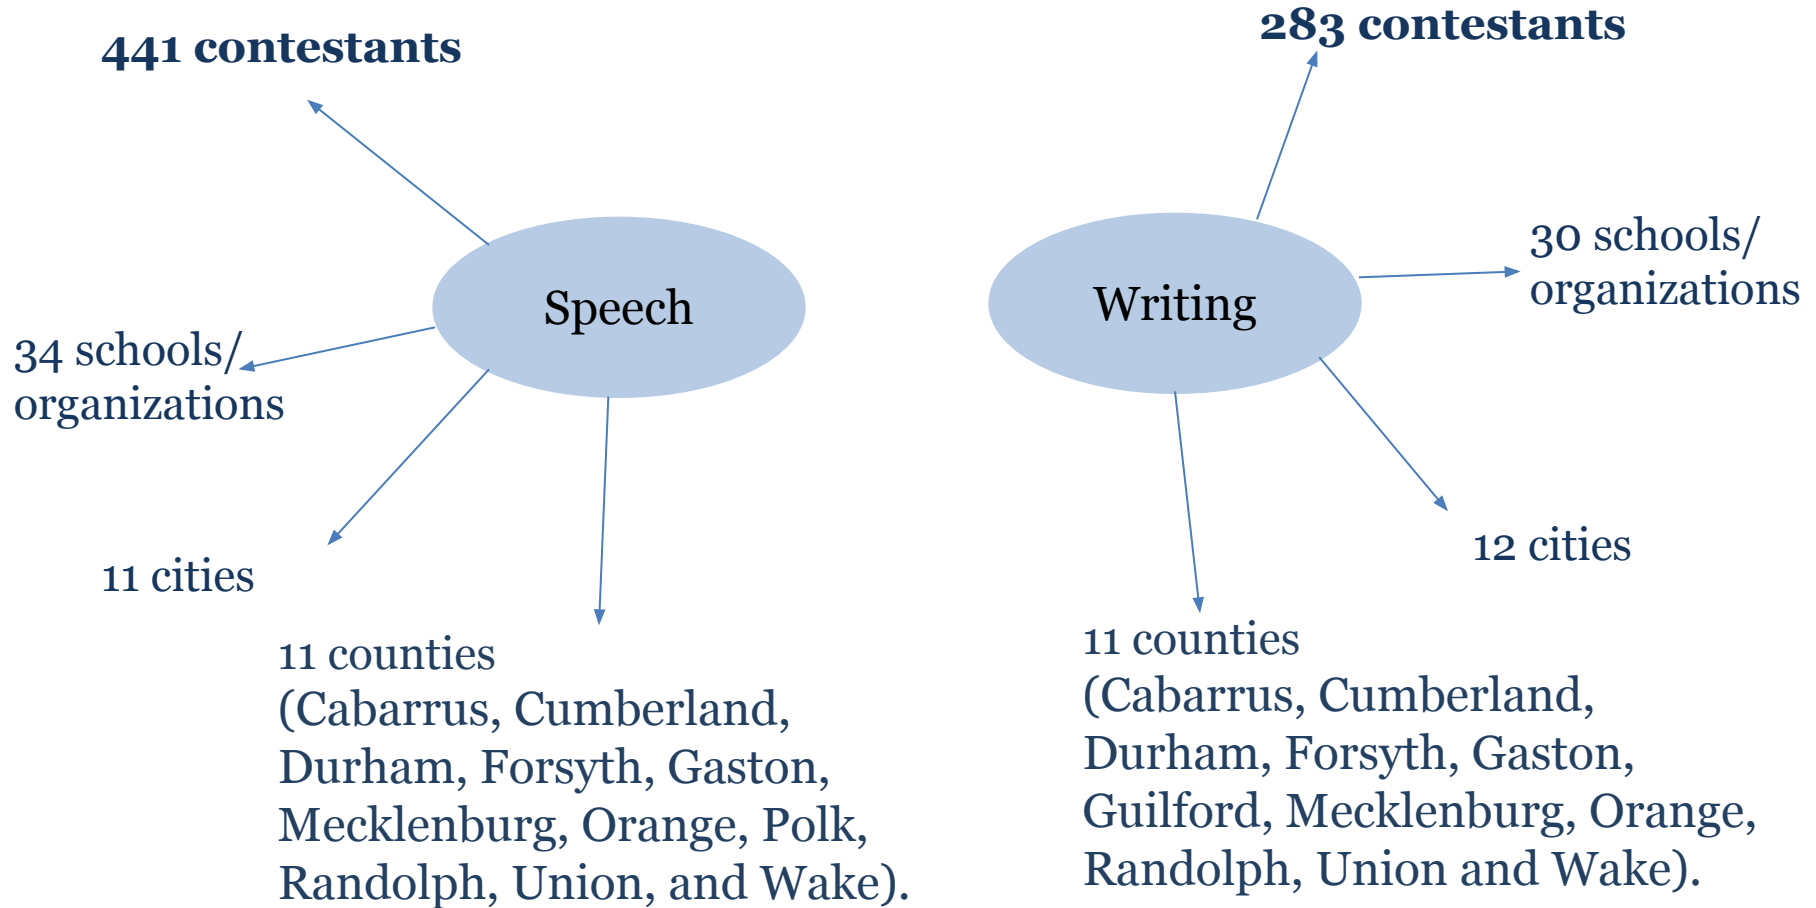 441 contestants
Speech
34 schools/
organizations
11 cities
11 counties
(Cabarrus, Cumberland,
Durham, Forsyth, Gaston,
Mecklenburg, Orange, Polk,
Randolph, Union, and Wake).
283 contestants
Writing
30 schools/
organizations
12 cities
11 counties
(Cabarrus, Cumberland,
Durham, Forsyth, Gaston,
Guilford, Mecklenburg, Orange,
Randolph, Union and Wake).